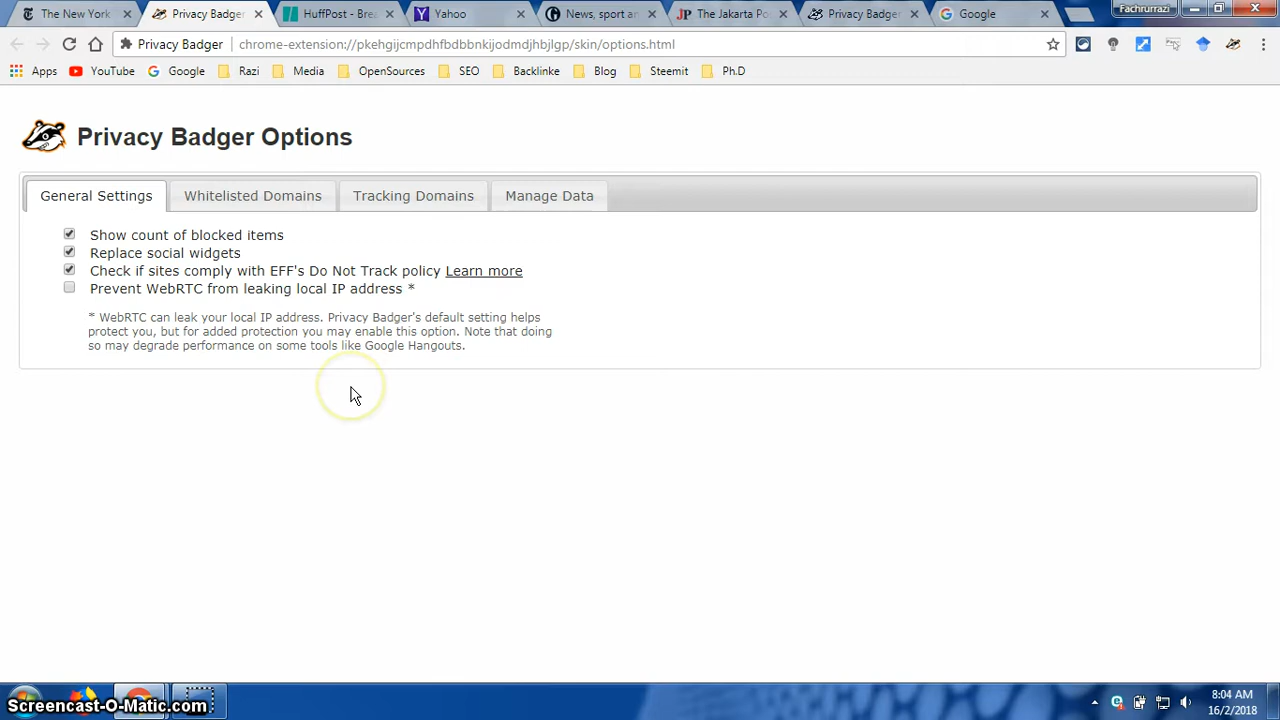 The New York
Privacy Badger
HuffPost - Bre
Yahoo
News, sport an
JP The Jakarta Po
Privacy Badger
Google
Fachrurrazi
Privacy Badger
chrome-extension://pkehgijcmpdhfbdbbnkijodmdjhbjlgp/skin/options.html
Apps
YouTube
Google
Razi
Media
OpenSources
SEO
Backlinke
Blog
Steemit
Ph.D
Privacy Badger Options
General Settings
Whitelisted Domains
Tracking Domains
Manage Data
Show count of blocked items
Replace social widgets
Check if sites comply with EFF's Do Not Track policy Learn more
Prevent WebRTC from leaking local IP address *
* WebRTC can leak your local IP address. Privacy Badger's default setting helps
protect you, but for added protection you may enable this option. Note that doing
so may degrade performance on some tools like Google Hangouts.
Screencast-O-Matic.com
8:04 AM
16/2/2018